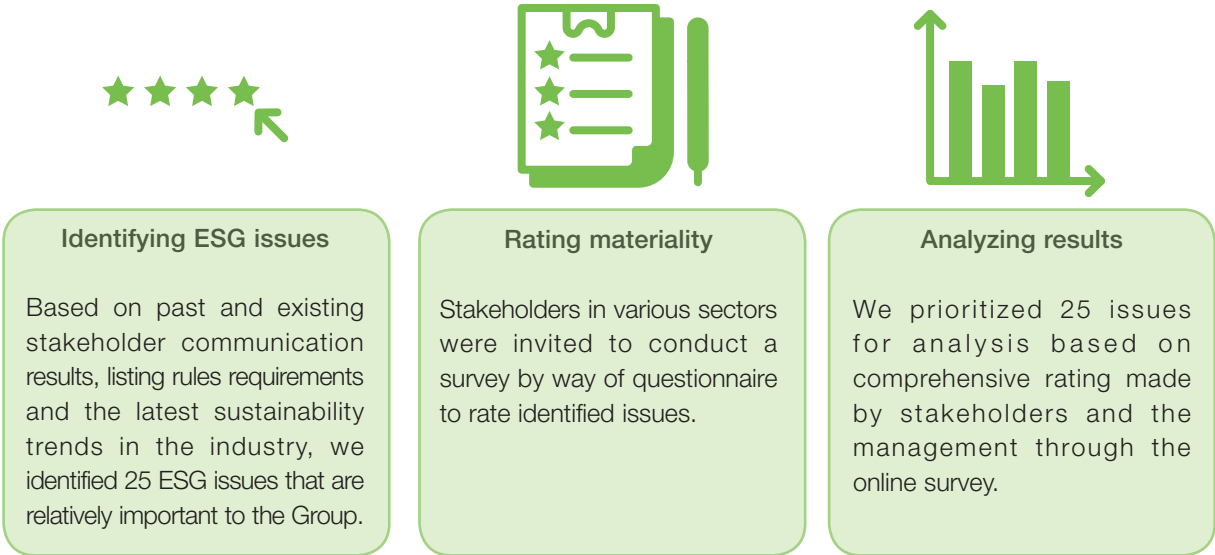 Identifying ESG issues
Based on past and existing
stakeholder communication
results, listing rules requirements
and the latest sustainability
trends in the industry, we
identified 25 ESG issues that are
relatively important to the Group.
Rating materiality
Stakeholders in various sectors
were invited to conduct a
survey by way of questionnaire
to rate identified issues.
Analyzing results
We prioritized 25 issues
for analysis based on
comprehensive rating made
by stakeholders and the
management through the
online survey.